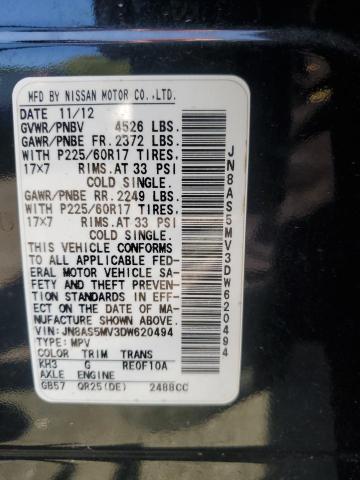 MFD BY NISSAN MOTOR CO.,LTD.
DATE 11/12
GVWR/PNBV 4526 LBS.
GAWR/PNBE FR. 2372 LBS.
WITH P225/60R17 TIRES,
17×7 RIMS.AT 33 PSI
COLD SINGLE.
GAWR/PNBE RR. 2249 LBS.
WITH P225/60R17 TIRES,
17×7 RIMS.AT 33 PSI
COLD SINGLE.
THIS VEHICLE CONFORMS
TO ALL APPLICABLE FED-
ERAL MOTOR VEHICLE SA-
FETY AND THEFT PREVEN-
TION STANDARDS IN EFF-
ECT ON THE DATE OF MA-
NUFACTURE SHOWN ABOVE.
VIN:JN8AS5MV3DW620494
TYPE:MPV
COLOR TRIM TRANS
KH3 G RE0F10A
AXLE ENGINE
GB57 QR25(DE) 2488CC
JN8AS5MV3DW620494